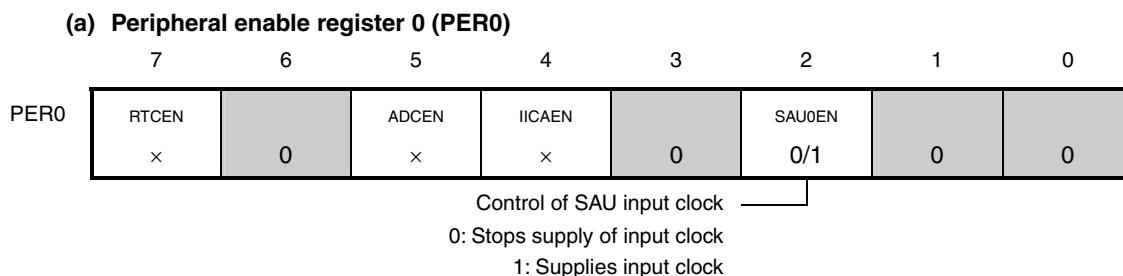 (a) Peripheral enable register 0 (PER0)
7 6 5 4 3 2 1 0
PER0 RTCEN ADCEN IICAEN SAU0EN
× 0 × × 0 0/1 0 0
Control of SAU input clock
0: Stops supply of input clock
1: Supplies input clock